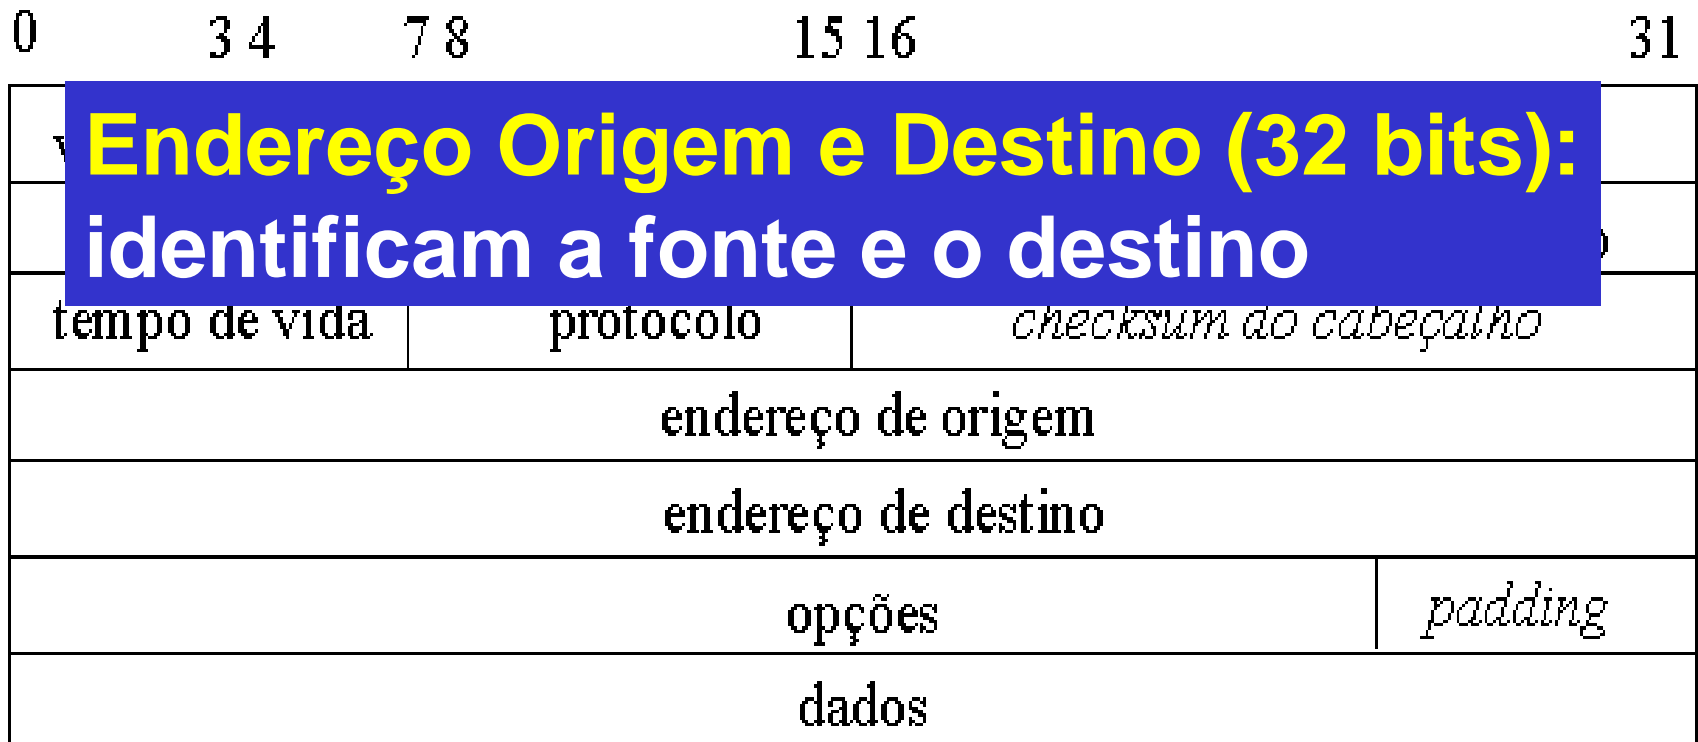 0 3 4 7 8 15 16 31
Endereço Origem e Destino (32 bits):
identificam a fonte e o destino
tempo de vida protocolo checksum do cabeçalho
endereço de origem
endereço de destino
opções padding
dados